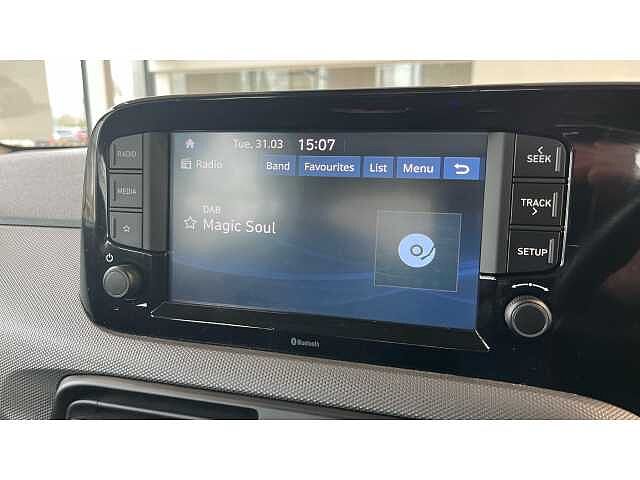 Tue, 31.03 15:07
Radio Band Favourites List Menu
DAB
Magic Soul
RADIO
MEDIA
SEEK
TRACK
SETUP
Bluetooth